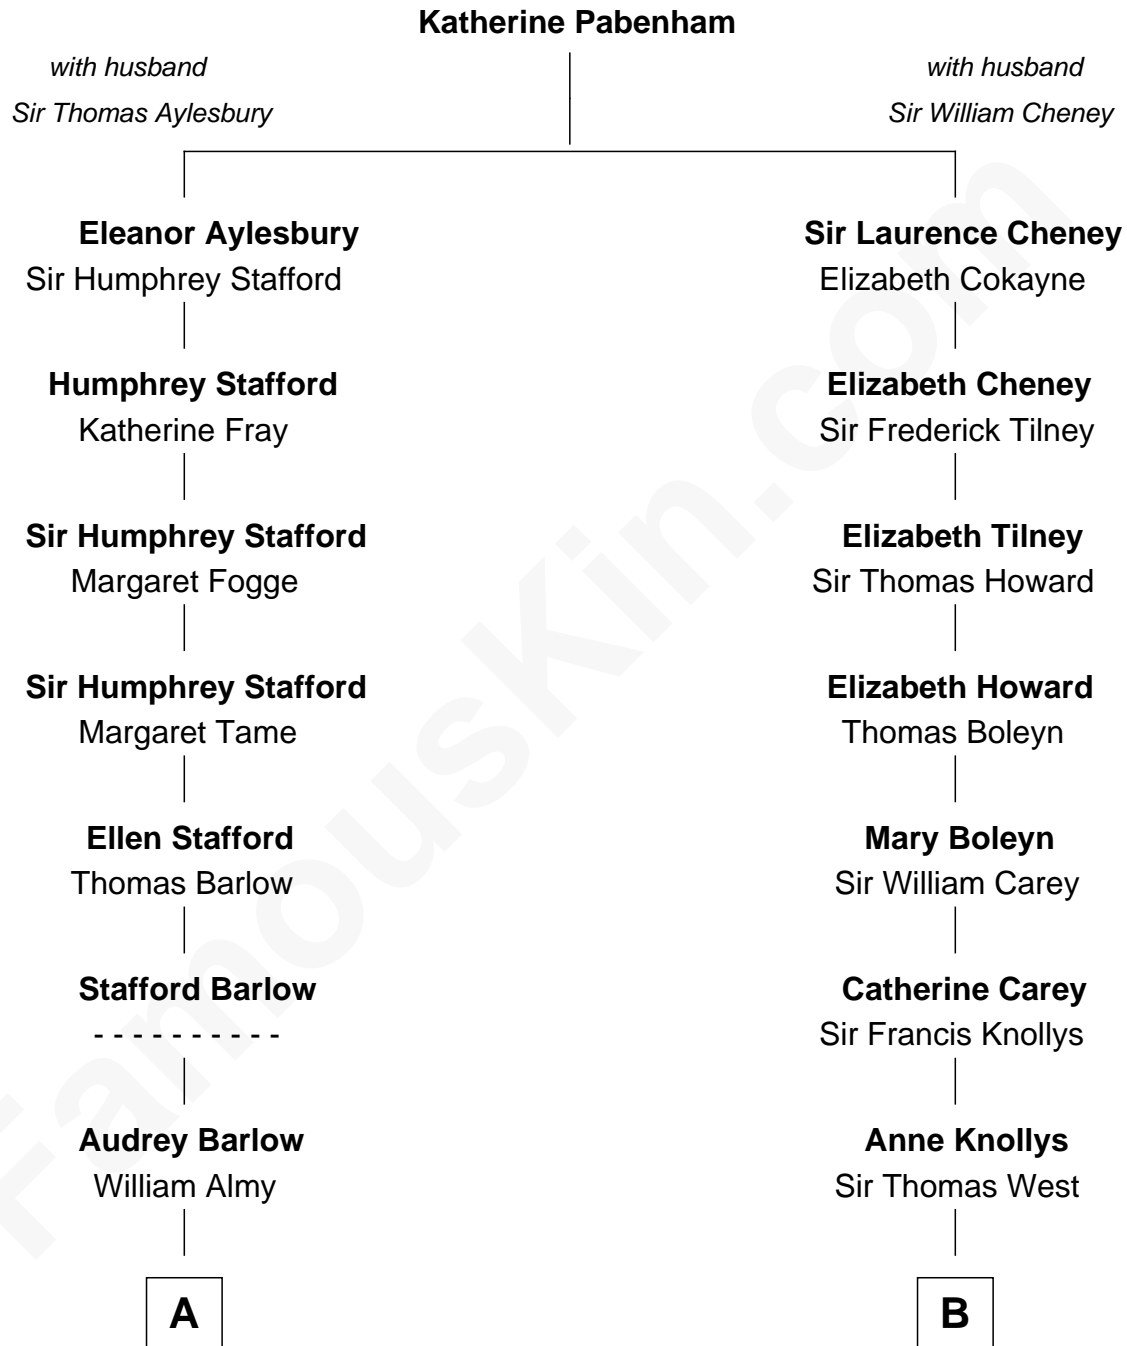 Katherine Pabenham
with husband
Sir Thomas Aylesbury
with husband
Sir William Cheney
Eleanor Aylesbury
Sir Humphrey Stafford
Sir Laurence Cheney
Elizabeth Cokayne
Humphrey Stafford
Katherine Fray
Elizabeth Cheney
Sir Frederick Tilney
Sir Humphrey Stafford
Margaret Fogge
Elizabeth Tilney
Sir Thomas Howard
Sir Humphrey Stafford
Margaret Tame
Elizabeth Howard
Thomas Boleyn
Ellen Stafford
Thomas Barlow
Mary Boleyn
Sir William Carey
Stafford Barlow
- - - - - - - - - -
Catherine Carey
Sir Francis Knollys
Audrey Barlow
William Almy
Anne Knollys
Sir Thomas West
A
B
FamousKin.com